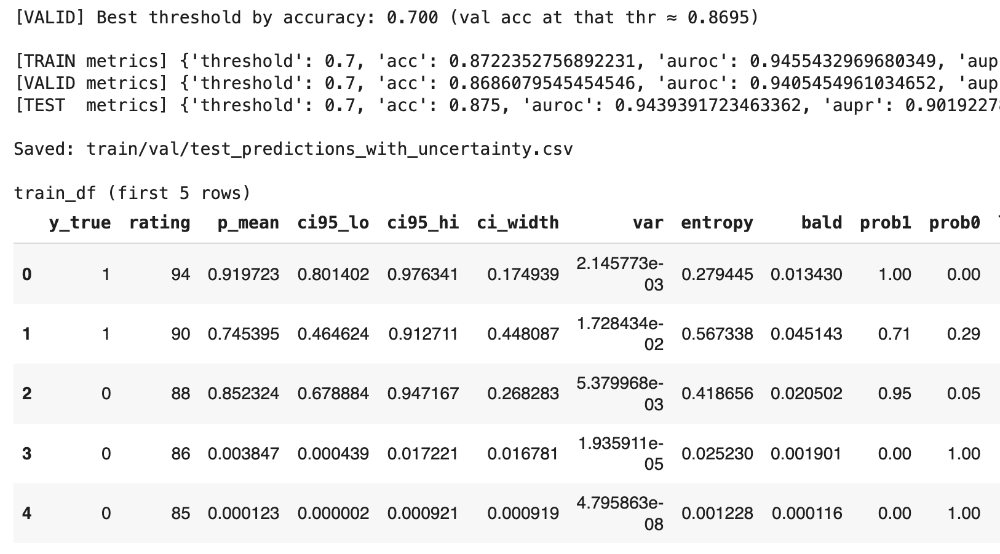 [VALID] Best threshold by accuracy: 0.700 (val acc at that thr ≈ 0.8695)
[TRAIN metrics] {'threshold': 0.7, 'acc': 0.8722352756892231, 'auroc': 0.9455432969680349, 'aup
[VALID metrics] {'threshold': 0.7, 'acc': 0.8686079545454546, 'auroc': 0.9405454961034652, 'aup
[TEST  metrics] {'threshold': 0.7, 'acc': 0.875, 'auroc': 0.9439391723463362, 'aupr': 0.9019227
Saved: train/val/test_predictions_with_uncertainty.csv
train_df (first 5 rows)
y_true rating p_mean ci95_lo ci95_hi ci_width var entropy bald prob1 prob0
0 1 94 0.919723 0.801402 0.976341 0.174939 2.145773e-03 0.279445 0.013430 1.00 0.00
1 1 90 0.745395 0.464624 0.912711 0.448087 1.728434e-02 0.567338 0.045143 0.71 0.29
2 0 88 0.852324 0.678884 0.947167 0.268283 5.379968e-03 0.418656 0.020502 0.95 0.05
3 0 86 0.003847 0.000439 0.017221 0.016781 1.935911e-05 0.025230 0.001901 0.00 1.00
4 0 85 0.000123 0.000002 0.000921 0.000919 4.795863e-08 0.001228 0.000116 0.00 1.00